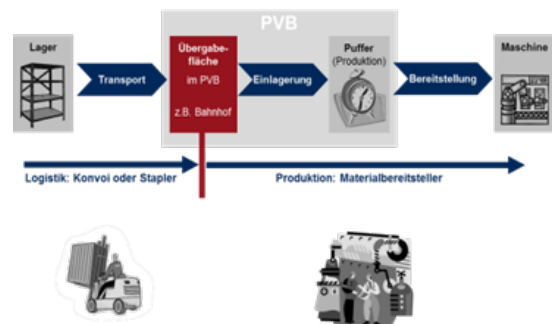 PVB
Lager
Transport
Übergabe-
fläche
im PVB
z.B. Bahnhof
Einlagerung
Puffer
(Produktion)
Bereitstellung
Maschine
Logistik: Konvoi oder Stapler
Produktion: Materialbereitsteller